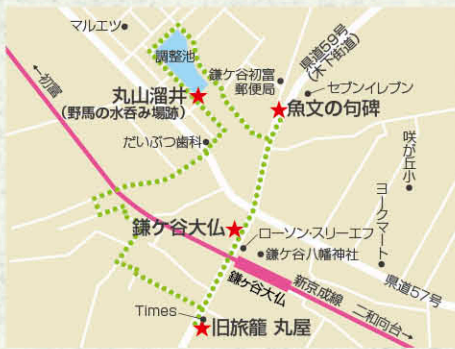 マルエツ
調整池
県道59号
(木下街道)
←初富
丸山溜井
(野馬の水呑み場跡)
鎌ケ谷初富
郵便局
セブンイレブン
魚文の句碑
だいぶつ歯科
咲が丘小
ヨークマート
鎌ケ谷大仏
ローソン・スリーエフ
鎌ケ谷八幡神社
鎌ケ谷大仏
新京成線
県道57号
二和向台→
Times
旧旅籠 丸屋